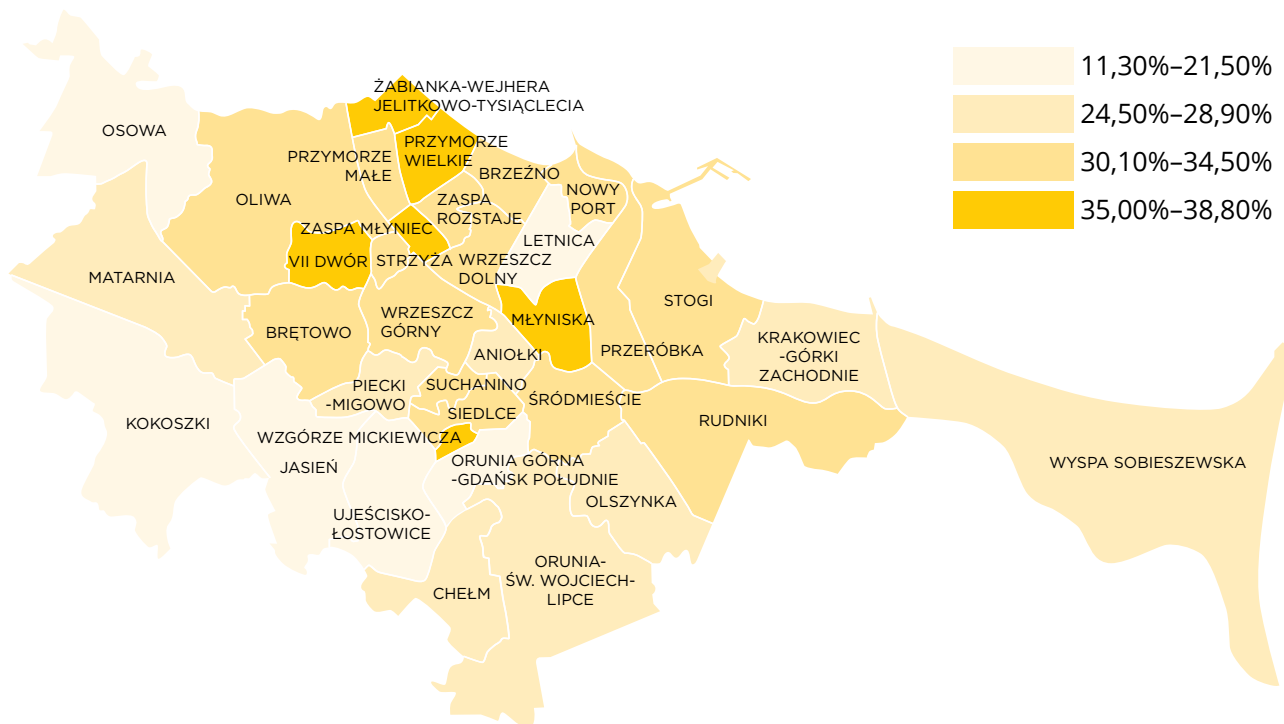 11,30%–21,50%
24,50%–28,90%
30,10%–34,50%
35,00%–38,80%
ŻABIANKA-WEJHERA
JELITKOWO-TYSIĄCLECIA
OSOWA
PRZYMORZE
WIELKIE
PRZYMORZE
MAŁE
BRZEŹNO
NOWY
PORT
OLIWA
ZASPA
ROZSTAJE
ZASPA MŁYNIEC
LETNICA
VII DWÓR
STRZYŻA
WRZESZCZ
DOLNY
MATARNIA
STOGI
WRZESZCZ
GÓRNY
MŁYNISKA
BRĘTOWO
KRAKOWIEC
-GÓRKI
ZACHODNIE
ANIOŁKI
PRZERÓBKA
PIECKI
-MIGOWO
SUCHANINO
ŚRÓDMIEŚCIE
SIEDLCE
RUDNIKI
KOKOSZKI
WZGÓRZE MICKIEWICZA
JASIEŃ
ORUNIA GÓRNA
-GDAŃSK POŁUDNIE
WYSPA SOBIESZEWSKA
OLSZYNKA
UJEŚCISKO-
ŁOSTOWICE
ORUNIA-
ŚW. WOJCIECH-
LIPCE
CHEŁM